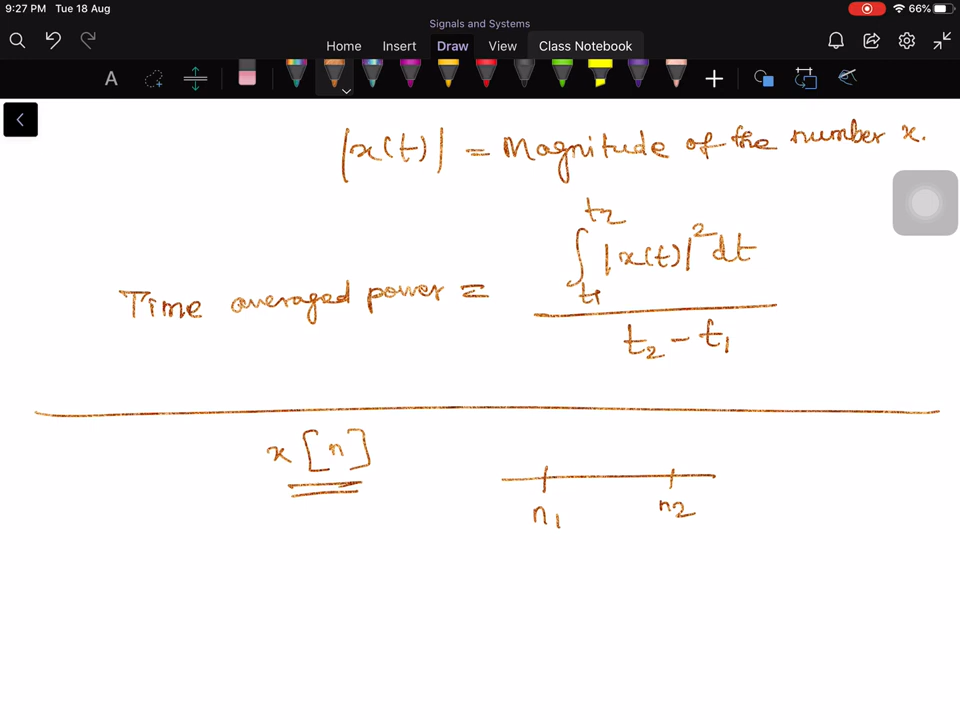 9:27 PM Tue 18 Aug
66%
Signals and Systems
Home Insert Draw View Class Notebook
A
|x(t)| = Magnitude of the number x.
Time averaged power = ∫_{t1}^{t2} |x(t)|² dt / (t₂ - t₁)
x[n]
n₁ n₂